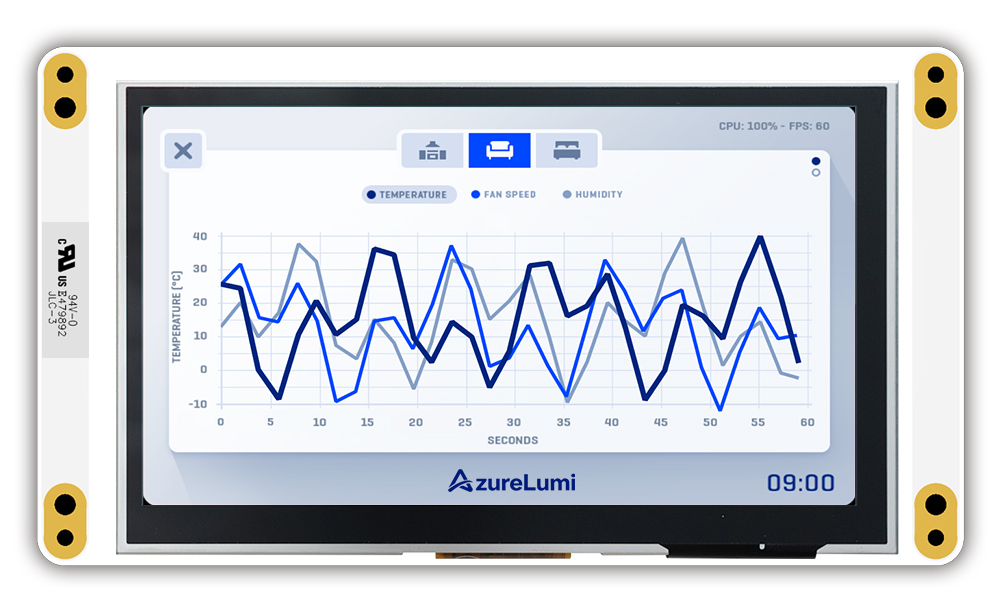 CPU: 100% - FPS: 60
TEMPERATURE
FAN SPEED
HUMIDITY
TEMPERATURE [°C]
40
30
20
10
0
-10
0 5 10 15 20 25 30 35 40 45 50 55 60
SECONDS
AzureLumi
09:00
c US
94V-0
E479892
JLC-3